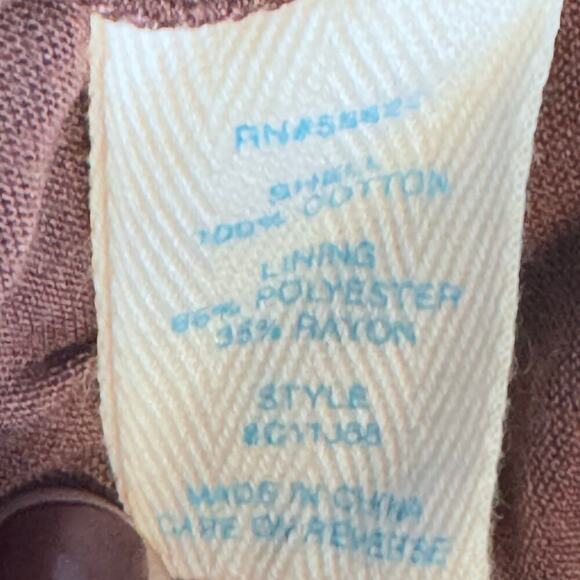 SHELL
100% COTTON
LINING
65% POLYESTER
35% RAYON
STYLE
MADE IN CHINA
CARE ON REVERSE